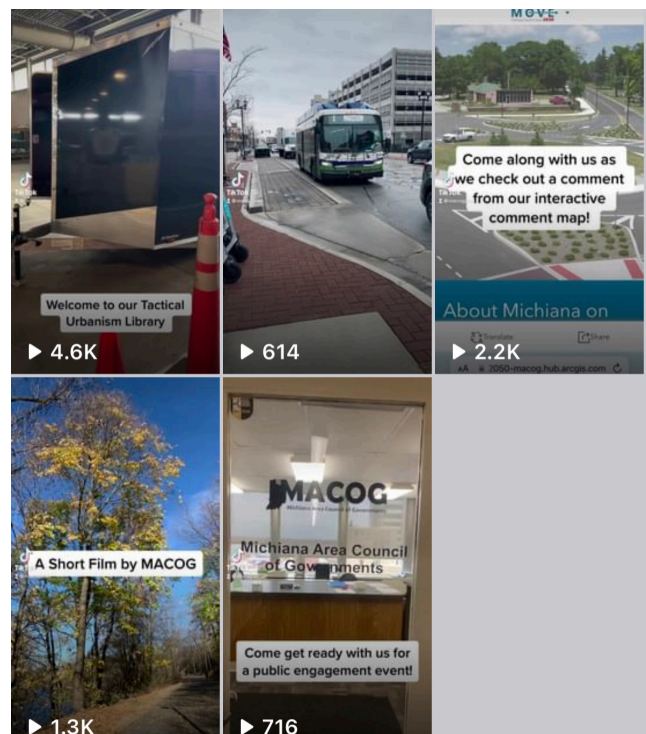 TikTok
Welcome to our Tactical
Urbanism Library
4.6K
TikTok
614
MOVE
Come along with us as
we check out a comment
from our interactive
comment map!
About Michiana on
Translate
Share
2.2K
AA
2050-macog.hub.arcgis.com
A Short Film by MACOG
1.3K
MACOG
Michiana Area Council of Governments
Michiana Area Council
of Governments
Come get ready with us for
a public engagement event!
716